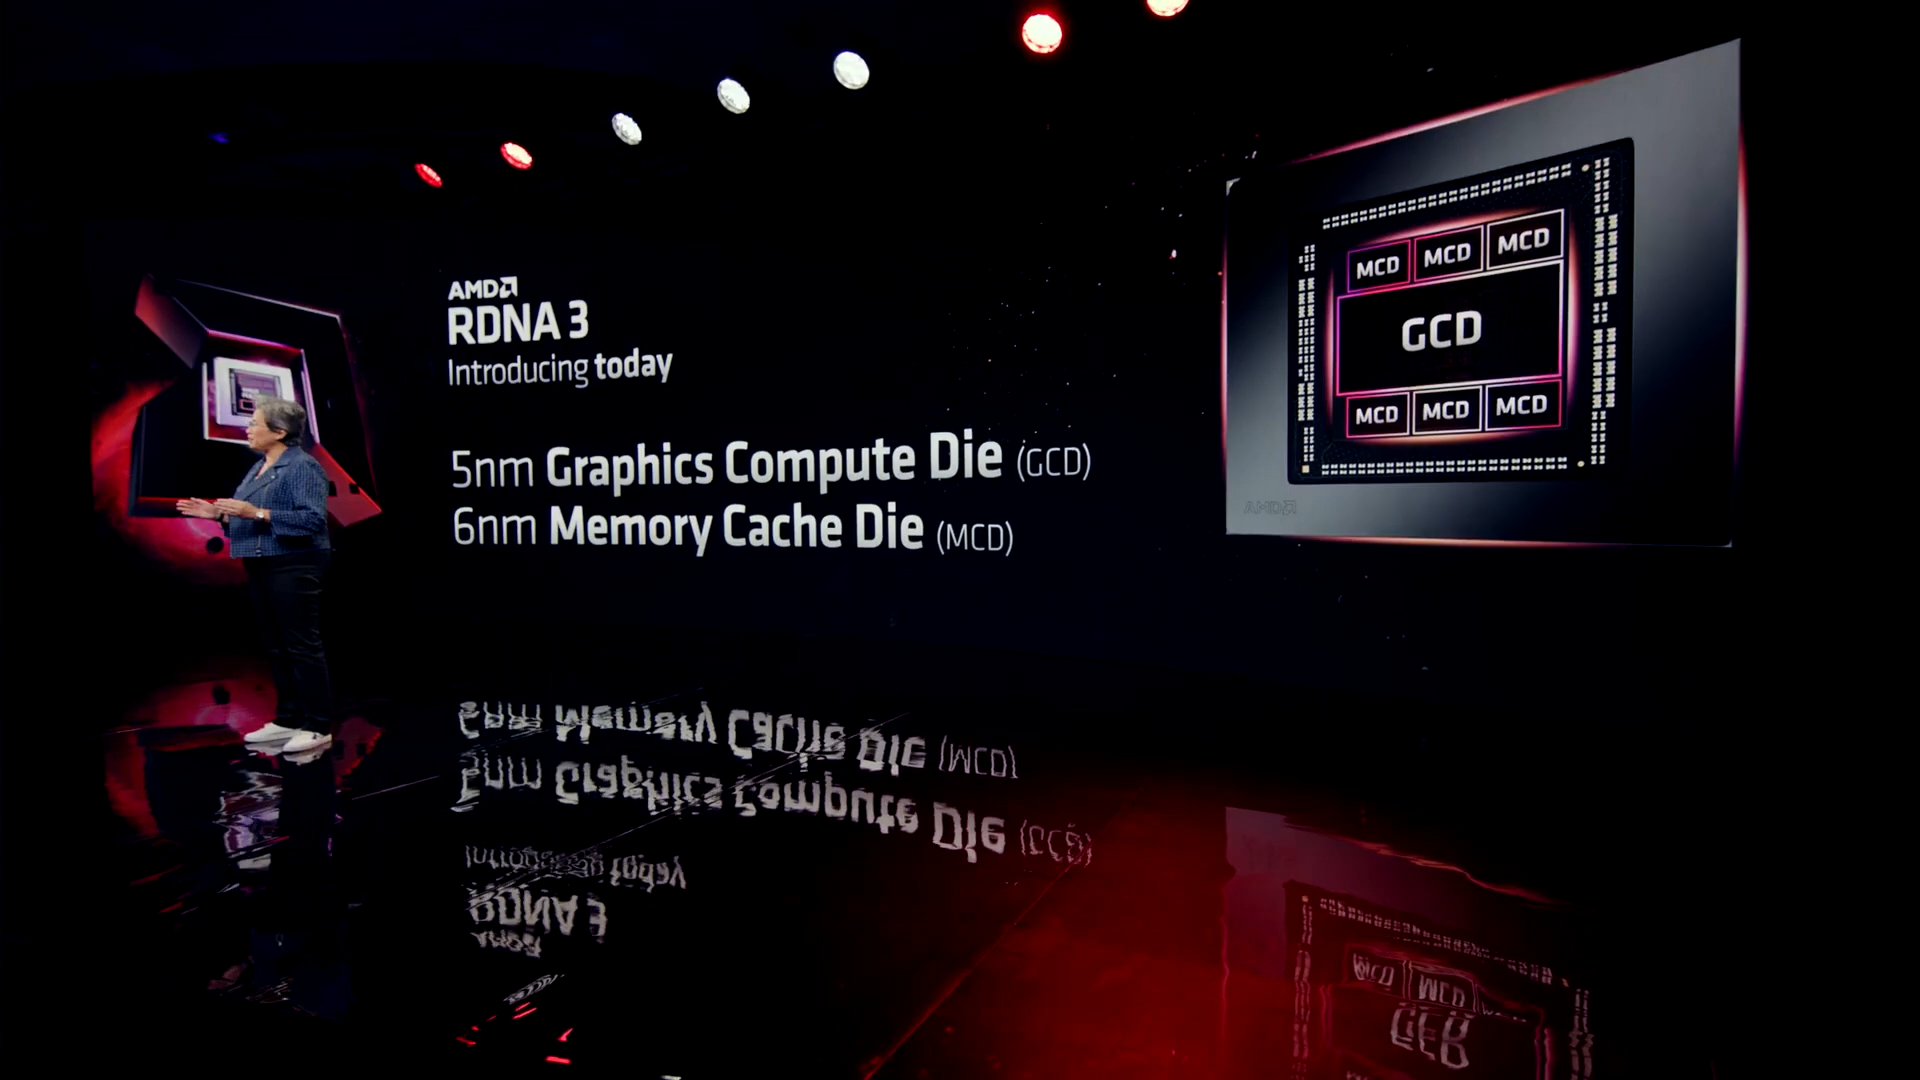 AMD
RDNA 3
Introducing today
5nm Graphics Compute Die (GCD)
6nm Memory Cache Die (MCD)
MCD MCD MCD
GCD
MCD MCD MCD
AMD